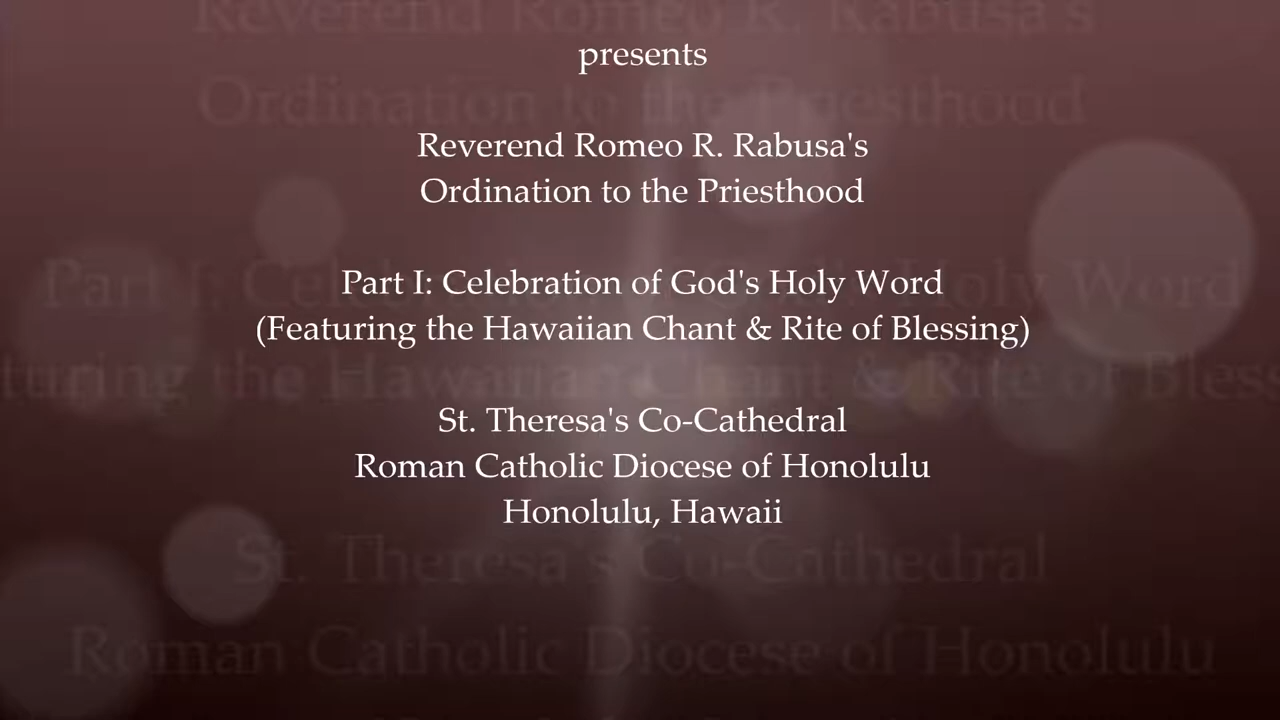 presents
Reverend Romeo R. Rabusa's
Ordination to the Priesthood
Part I: Celebration of God's Holy Word
(Featuring the Hawaiian Chant & Rite of Blessing)
St. Theresa's Co-Cathedral
Roman Catholic Diocese of Honolulu
Honolulu, Hawaii